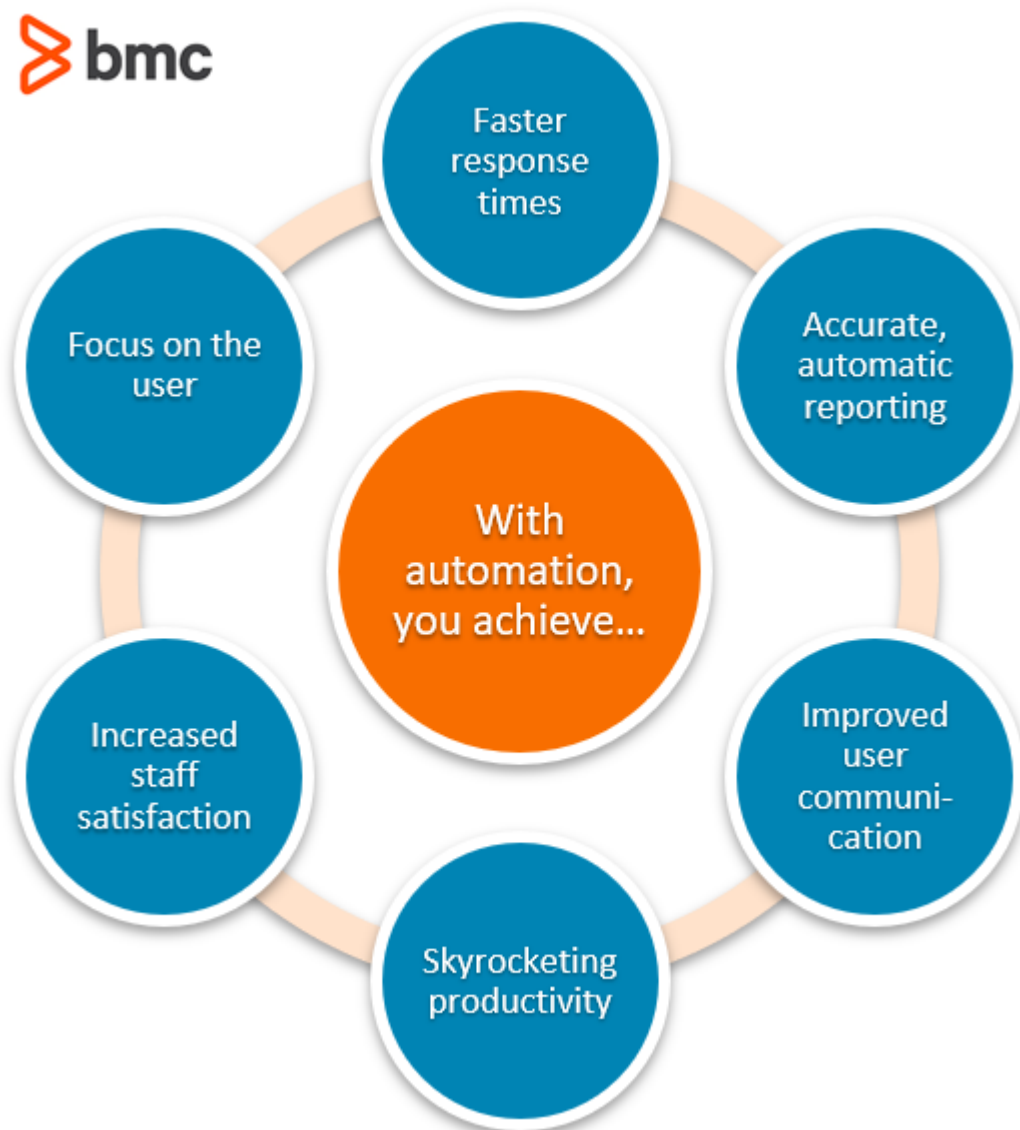 bmc
Faster
response
times
Accurate,
automatic
reporting
Improved
user
communi-
cation
Skyrocketing
productivity
Increased
staff
satisfaction
Focus on the
user
With
automation,
you achieve…